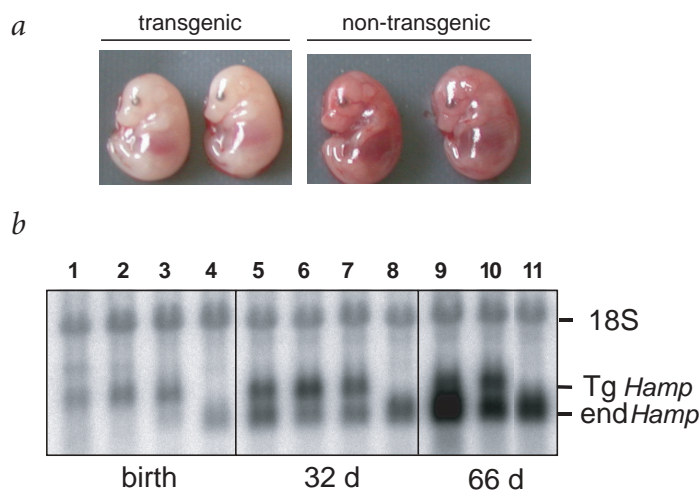 a
transgenic non-transgenic
b
1 2 3 4 5 6 7 8 9 10 11
18S
Tg Hamp
end Hamp
birth 32 d 66 d